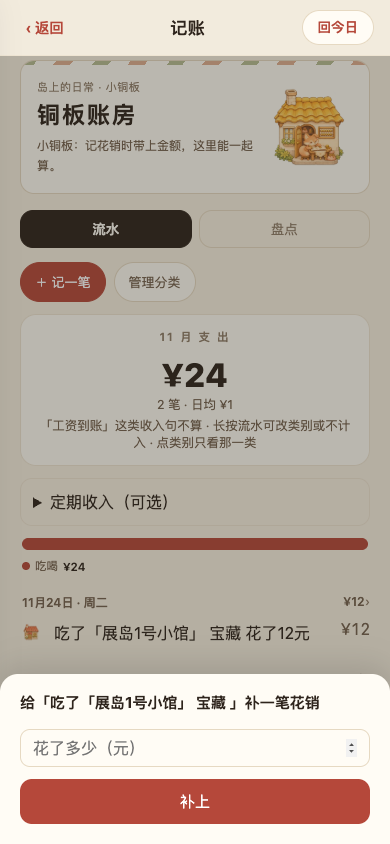 ‹ 返回
记账
回今日
岛上的日常 · 小铜板
铜板账房
小铜板：记花销时带上金额，这里能一起
算。
流水
盘点
＋ 记一笔
管理分类
11 月 支 出
¥24
2 笔 · 日均 ¥1
「工资到账」这类收入句不算 · 长按流水可改类别或不计
入 · 点类别只看那一类
▶ 定期收入（可选）
吃喝 ¥24
11月24日 · 周二
¥12›
吃了「展岛1号小馆」 宝藏 花了12元
¥12
给「吃了「展岛1号小馆」 宝藏 」补一笔花销
花了多少（元）
补上